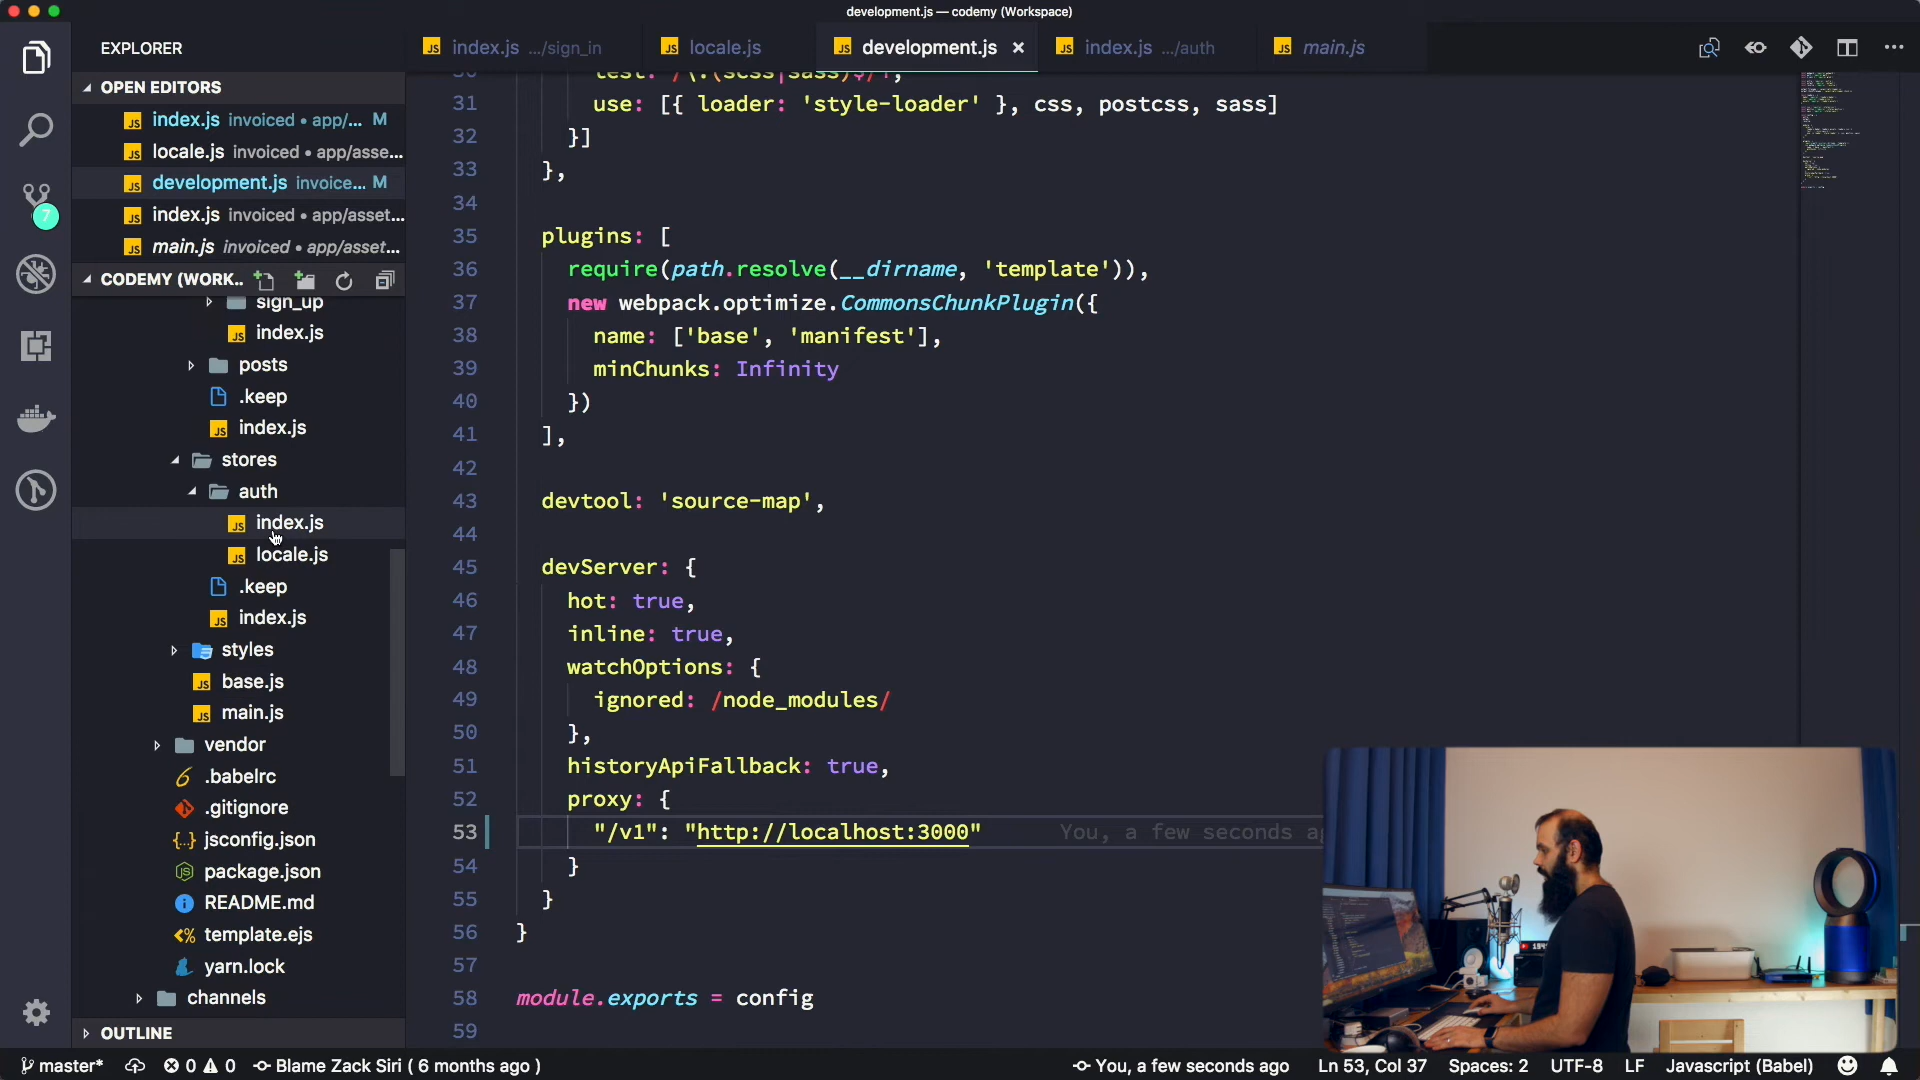 development.js — codemy (Workspace)
EXPLORER
index.js .../sign_in
locale.js
development.js
index.js .../auth
main.js
OPEN EDITORS
index.js invoiced • app/... M
locale.js invoiced • app/asse...
development.js invoice... M
index.js invoiced • app/asset...
main.js invoiced • app/asset...
CODEMY (WORK..
sign_up
index.js
posts
.keep
index.js
stores
auth
index.js
locale.js
.keep
index.js
styles
base.js
main.js
vendor
.babelrc
.gitignore
jsconfig.json
package.json
README.md
template.ejs
yarn.lock
channels
OUTLINE
7
30 test: /\.(scss|sass)$/i,
31 use: [{ loader: 'style-loader' }, css, postcss, sass]
32 }]
33 },
34
35 plugins: [
36 require(path.resolve(__dirname, 'template')),
37 new webpack.optimize.CommonsChunkPlugin({
38 name: ['base', 'manifest'],
39 minChunks: Infinity
40 })
41 ],
42
43 devtool: 'source-map',
44
45 devServer: {
46 hot: true,
47 inline: true,
48 watchOptions: {
49 ignored: /node_modules/
50 },
51 historyApiFallback: true,
52 proxy: {
53 "/v1": "http://localhost:3000" You, a few seconds ag
54 }
55 }
56 }
57
58 module.exports = config
59
master* 0 0 Blame Zack Siri ( 6 months ago ) You, a few seconds ago Ln 53, Col 37 Spaces: 2 UTF-8 LF Javascript (Babel)